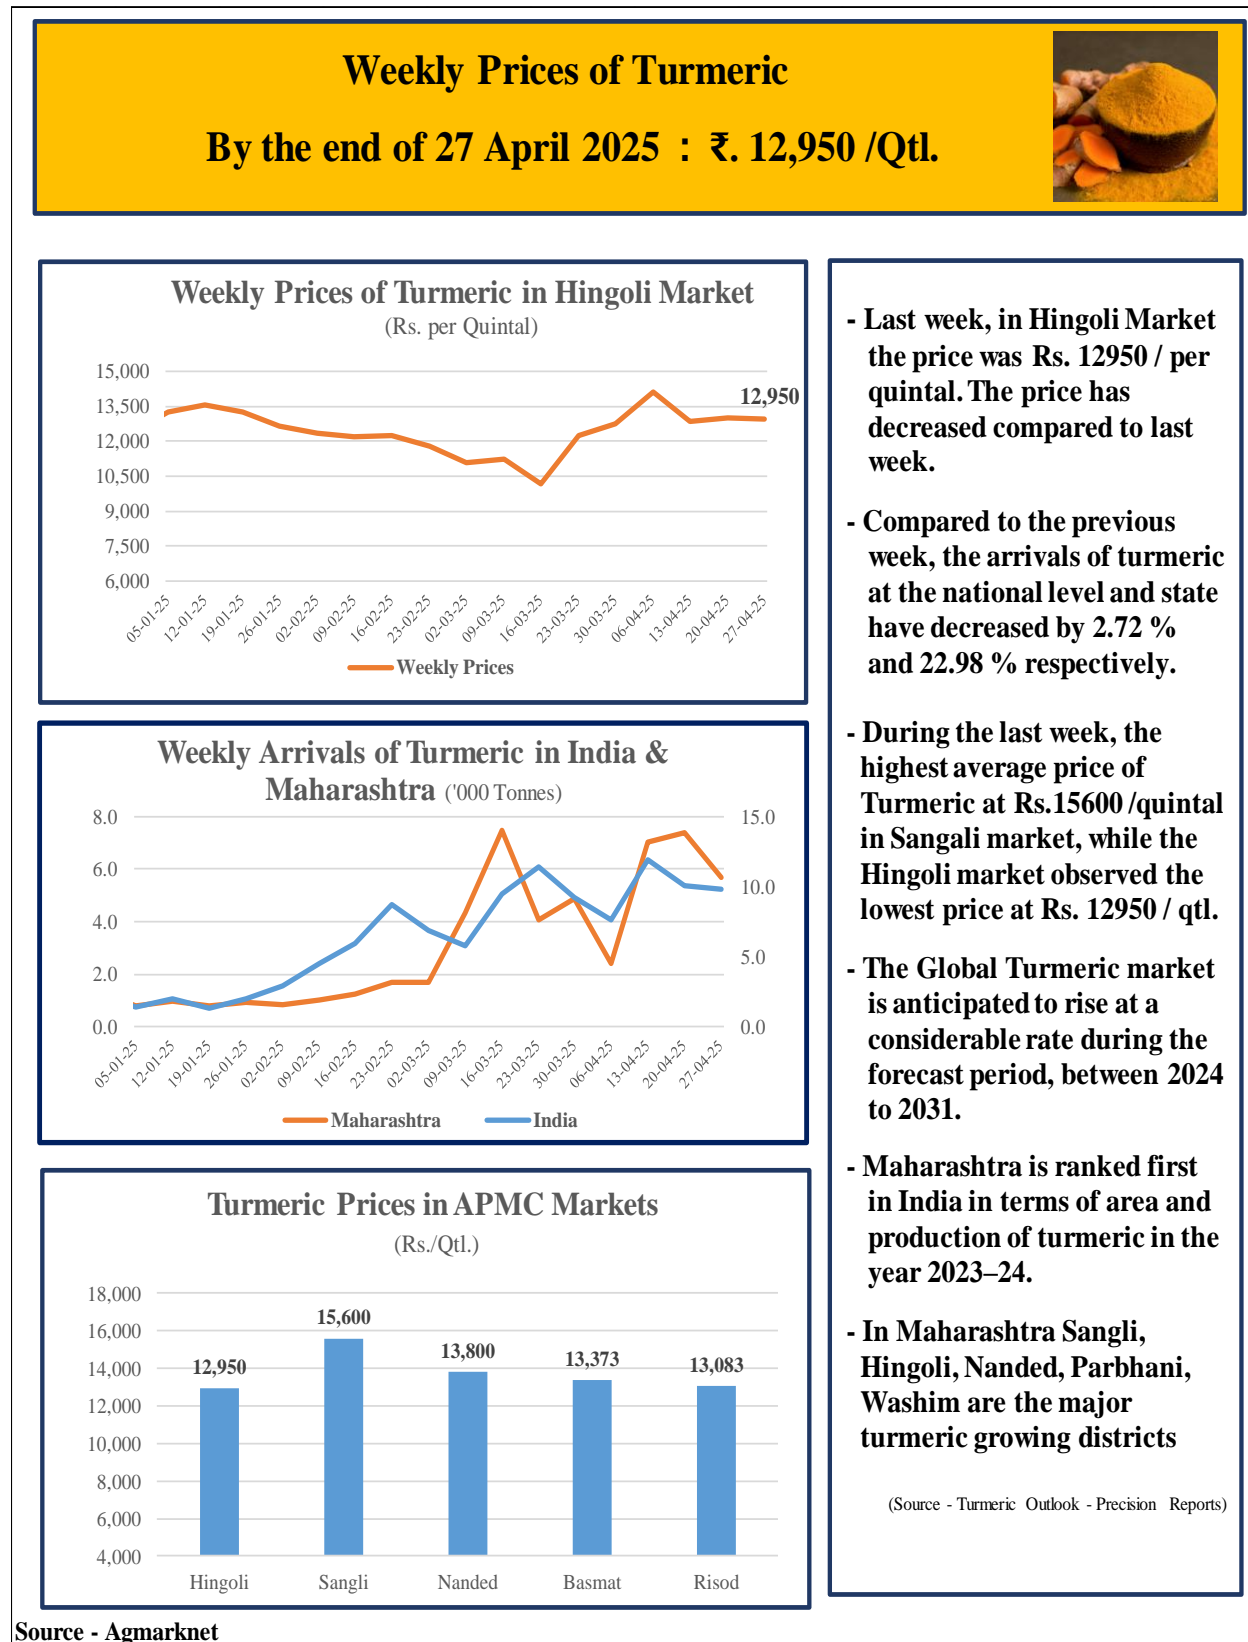 Weekly Prices of Turmeric
By the end of 27 April 2025 : ₹. 12,950 /Qtl.
Weekly Prices of Turmeric in Hingoli Market
(Rs. per Quintal)
15,000
13,500
12,000
10,500
9,000
7,500
6,000
12,950
05-01-25
12-01-25
19-01-25
26-01-25
02-02-25
09-02-25
16-02-25
23-02-25
02-03-25
09-03-25
16-03-25
23-03-25
30-03-25
06-04-25
13-04-25
20-04-25
27-04-25
Weekly Prices
Weekly Arrivals of Turmeric in India &
Maharashtra ('000 Tonnes)
8.0
6.0
4.0
2.0
0.0
15.0
10.0
5.0
0.0
05-01-25
12-01-25
19-01-25
26-01-25
02-02-25
09-02-25
16-02-25
23-02-25
02-03-25
09-03-25
16-03-25
23-03-25
30-03-25
06-04-25
13-04-25
20-04-25
27-04-25
Maharashtra India
Turmeric Prices in APMC Markets
(Rs./Qtl.)
18,000
16,000
14,000
12,000
10,000
8,000
6,000
4,000
12,950
15,600
13,800
13,373
13,083
Hingoli Sangli Nanded Basmat Risod
- Last week, in Hingoli Market
the price was Rs. 12950 / per
quintal. The price has
decreased compared to last
week.
- Compared to the previous
week, the arrivals of turmeric
at the national level and state
have decreased by 2.72 %
and 22.98 % respectively.
- During the last week, the
highest average price of
Turmeric at Rs.15600 /quintal
in Sangali market, while the
Hingoli market observed the
lowest price at Rs. 12950 / qtl.
- The Global Turmeric market
is anticipated to rise at a
considerable rate during the
forecast period, between 2024
to 2031.
- Maharashtra is ranked first
in India in terms of area and
production of turmeric in the
year 2023–24.
- In Maharashtra Sangli,
Hingoli, Nanded, Parbhani,
Washim are the major
turmeric growing districts
(Source - Turmeric Outlook - Precision Reports)
Source - Agmarknet